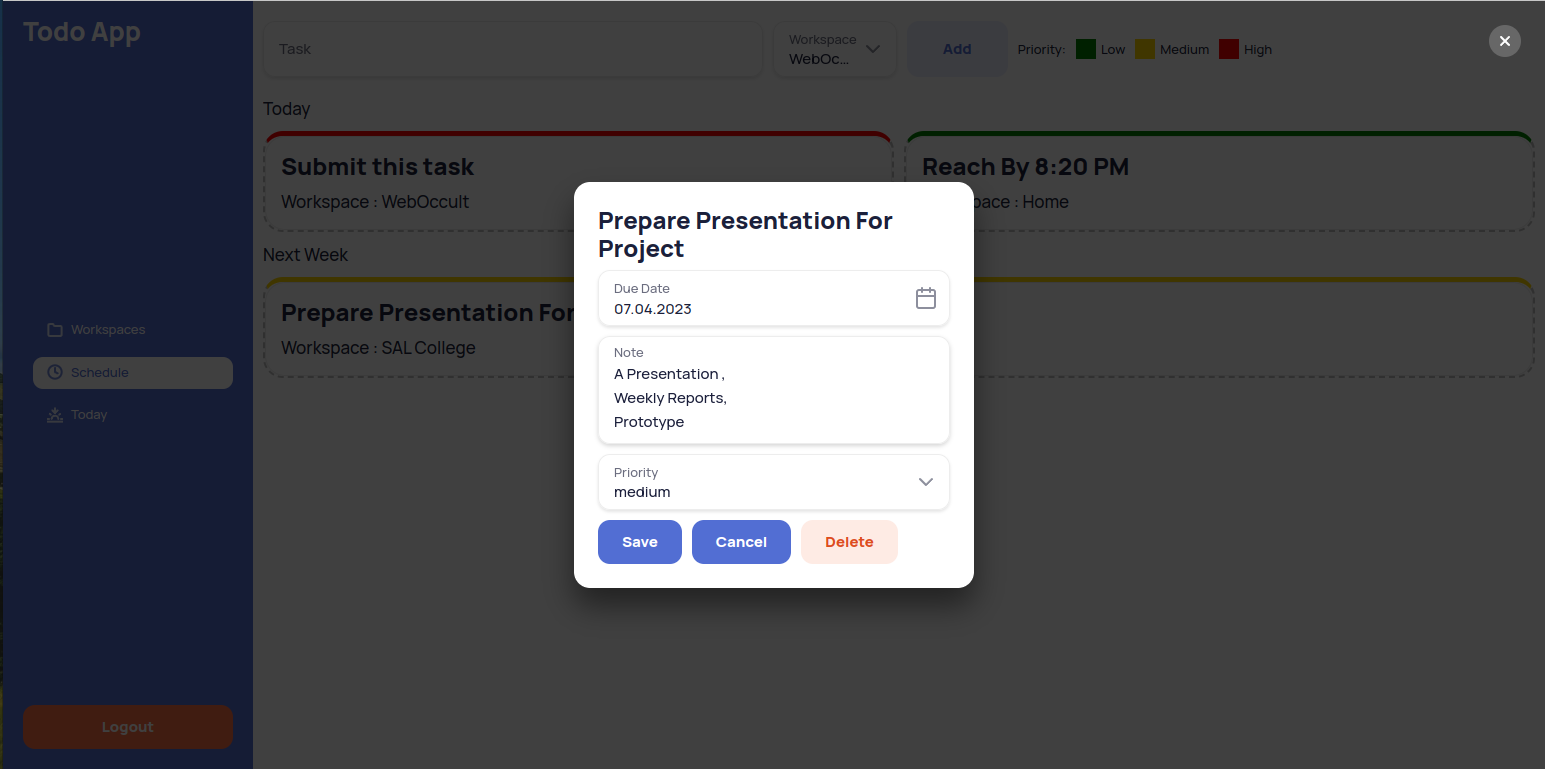 Todo App
Task
Workspace
WebOc...
Add
Priority:
Low
Medium
High
Today
Submit this task
Workspace : WebOccult
Reach By 8:20 PM
pace : Home
Next Week
Prepare Presentation For
Workspace : SAL College
Workspaces
Schedule
Today
Logout
Prepare Presentation For
Project
Due Date
07.04.2023
Note
A Presentation ,
Weekly Reports,
Prototype
Priority
medium
Save
Cancel
Delete